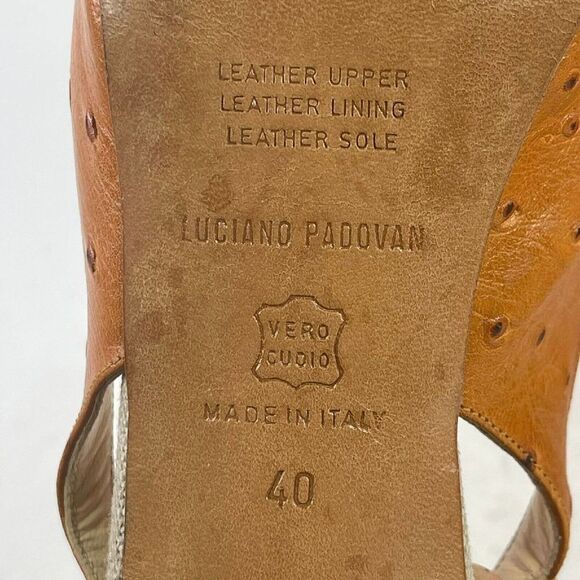 LEATHER UPPER
LEATHER LINING
LEATHER SOLE
LUCIANO PADOVAN
VERO
CUOIO
MADE IN ITALY
40